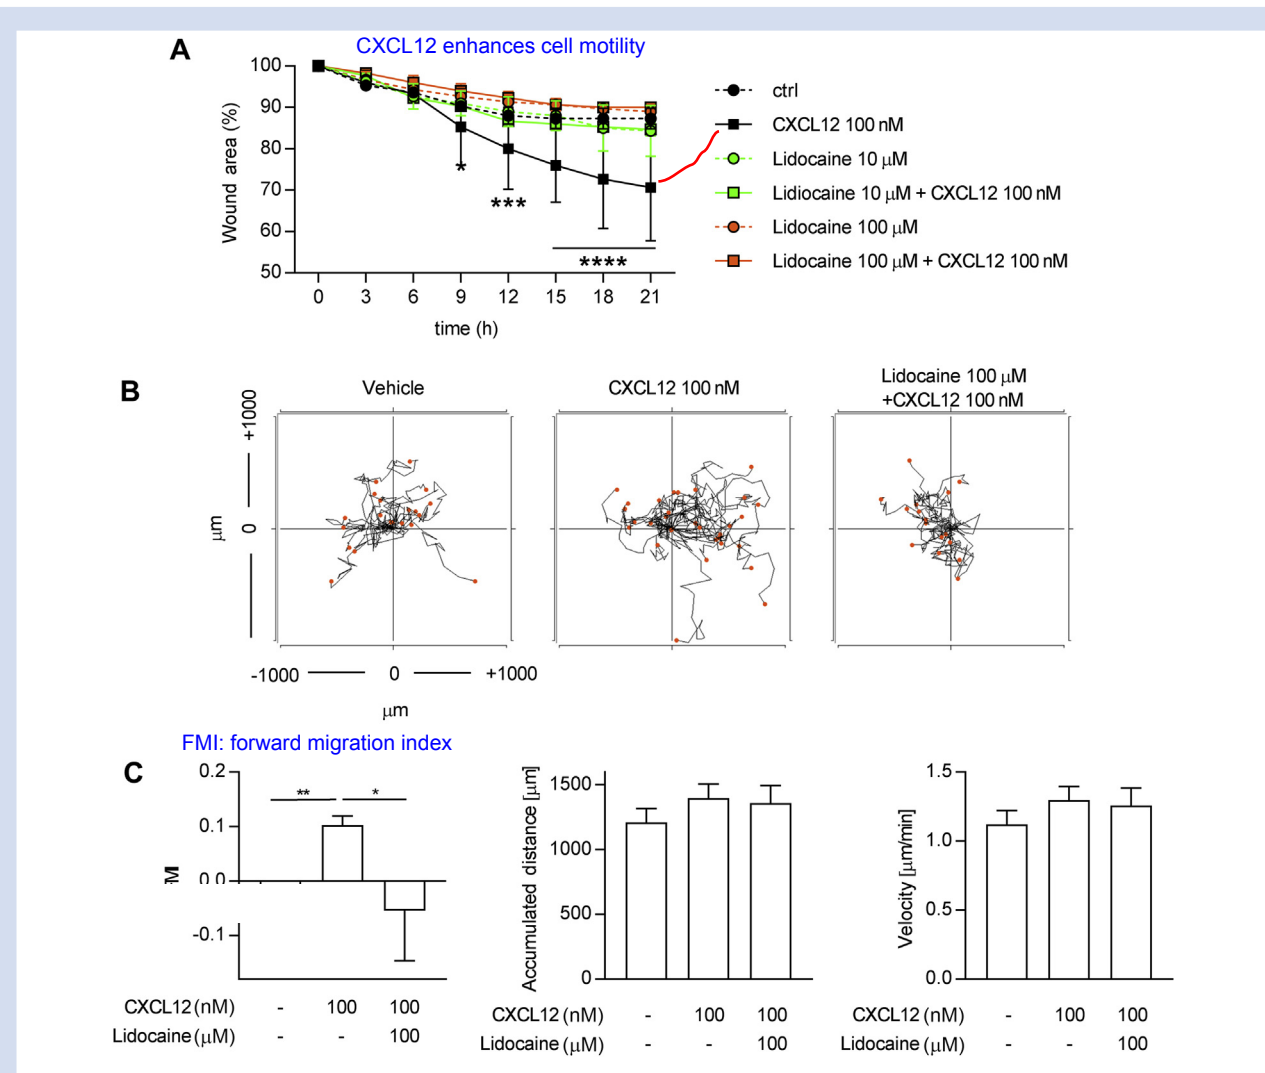 A
CXCL12 enhances cell motility
100
90
80
70
60
50
Wound area (%)
0 3 6 9 12 15 18 21
time (h)
*
***
****
ctrl
CXCL12 100 nM
Lidocaine 10 μM
Lidiocaine 10 μM + CXCL12 100 nM
Lidocaine 100 μM
Lidocaine 100 μM + CXCL12 100 nM
B
Vehicle
CXCL12 100 nM
Lidocaine 100 μM
+CXCL12 100 nM
+1000
0
μm
-1000 0 +1000
μm
FMI: forward migration index
C
0.2
0.1
0.0
-0.1
** *
CXCL12 (nM) - 100 100
Lidocaine (μM) - - 100
Accumulated distance [μm]
1500
1000
500
0
CXCL12 (nM) - 100 100
Lidocaine (μM) - - 100
Velocity [μm/min]
1.5
1.0
0.5
0.0
CXCL12 (nM) - 100 100
Lidocaine (μM) - - 100